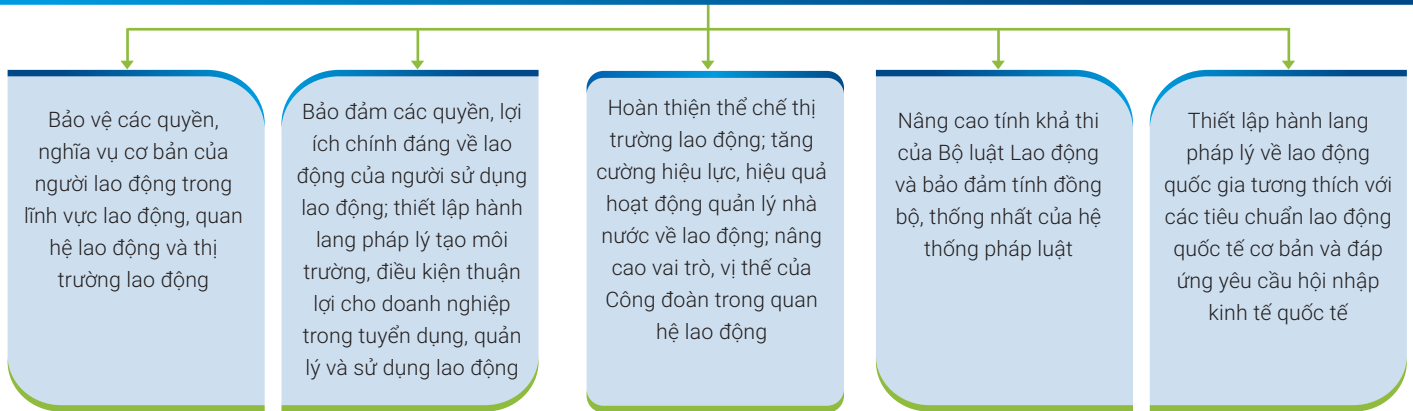 Bảo vệ các quyền,
nghĩa vụ cơ bản của
người lao động trong
lĩnh vực lao động, quan
hệ lao động và thị
trường lao động
Bảo đảm các quyền, lợi
ích chính đáng về lao
động của người sử dụng
lao động; thiết lập hành
lang pháp lý tạo môi
trường, điều kiện thuận
lợi cho doanh nghiệp
trong tuyển dụng, quản
lý và sử dụng lao động
Hoàn thiện thể chế thị
trường lao động; tăng
cường hiệu lực, hiệu quả
hoạt động quản lý nhà
nước về lao động; nâng
cao vai trò, vị thế của
Công đoàn trong quan
hệ lao động
Nâng cao tính khả thi
của Bộ luật Lao động
và bảo đảm tính đồng
bộ, thống nhất của hệ
thống pháp luật
Thiết lập hành lang
pháp lý về lao động
quốc gia tương thích với
các tiêu chuẩn lao động
quốc tế cơ bản và đáp
ứng yêu cầu hội nhập
kinh tế quốc tế